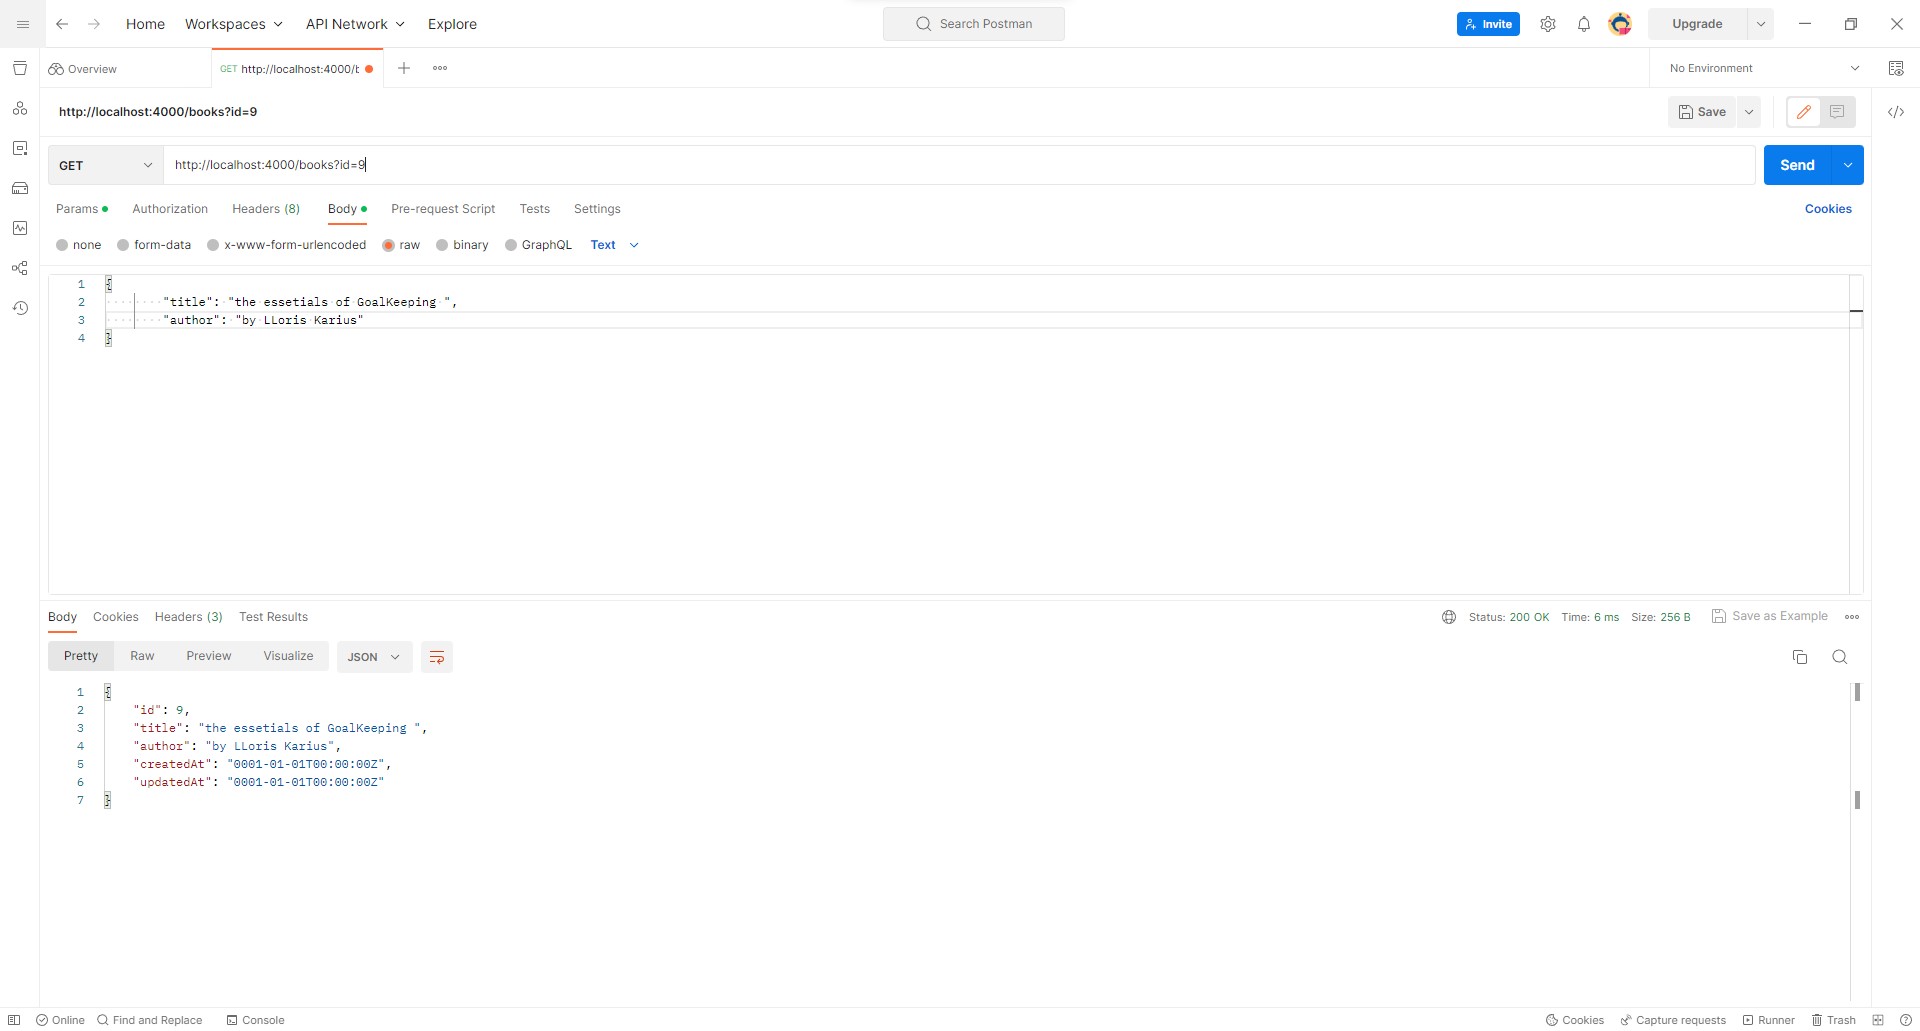 Home Workspaces API Network Explore Search Postman Invite Upgrade
Overview GET http://localhost:4000/t No Environment
http://localhost:4000/books?id=9 Save
GET http://localhost:4000/books?id=9 Send
Params Authorization Headers (8) Body Pre-request Script Tests Settings Cookies
none form-data x-www-form-urlencoded raw binary GraphQL Text
1 {
2 "title": "the essetials of GoalKeeping ",
3 "author": "by LLoris Karius"
4 }
Body Cookies Headers (3) Test Results Status: 200 OK Time: 6 ms Size: 256 B Save as Example
Pretty Raw Preview Visualize JSON
1 {
2 "id": 9,
3 "title": "the essetials of GoalKeeping ",
4 "author": "by LLoris Karius",
5 "createdAt": "0001-01-01T00:00:00Z",
6 "updatedAt": "0001-01-01T00:00:00Z"
7 }
Online Find and Replace Console Cookies Capture requests Runner Trash